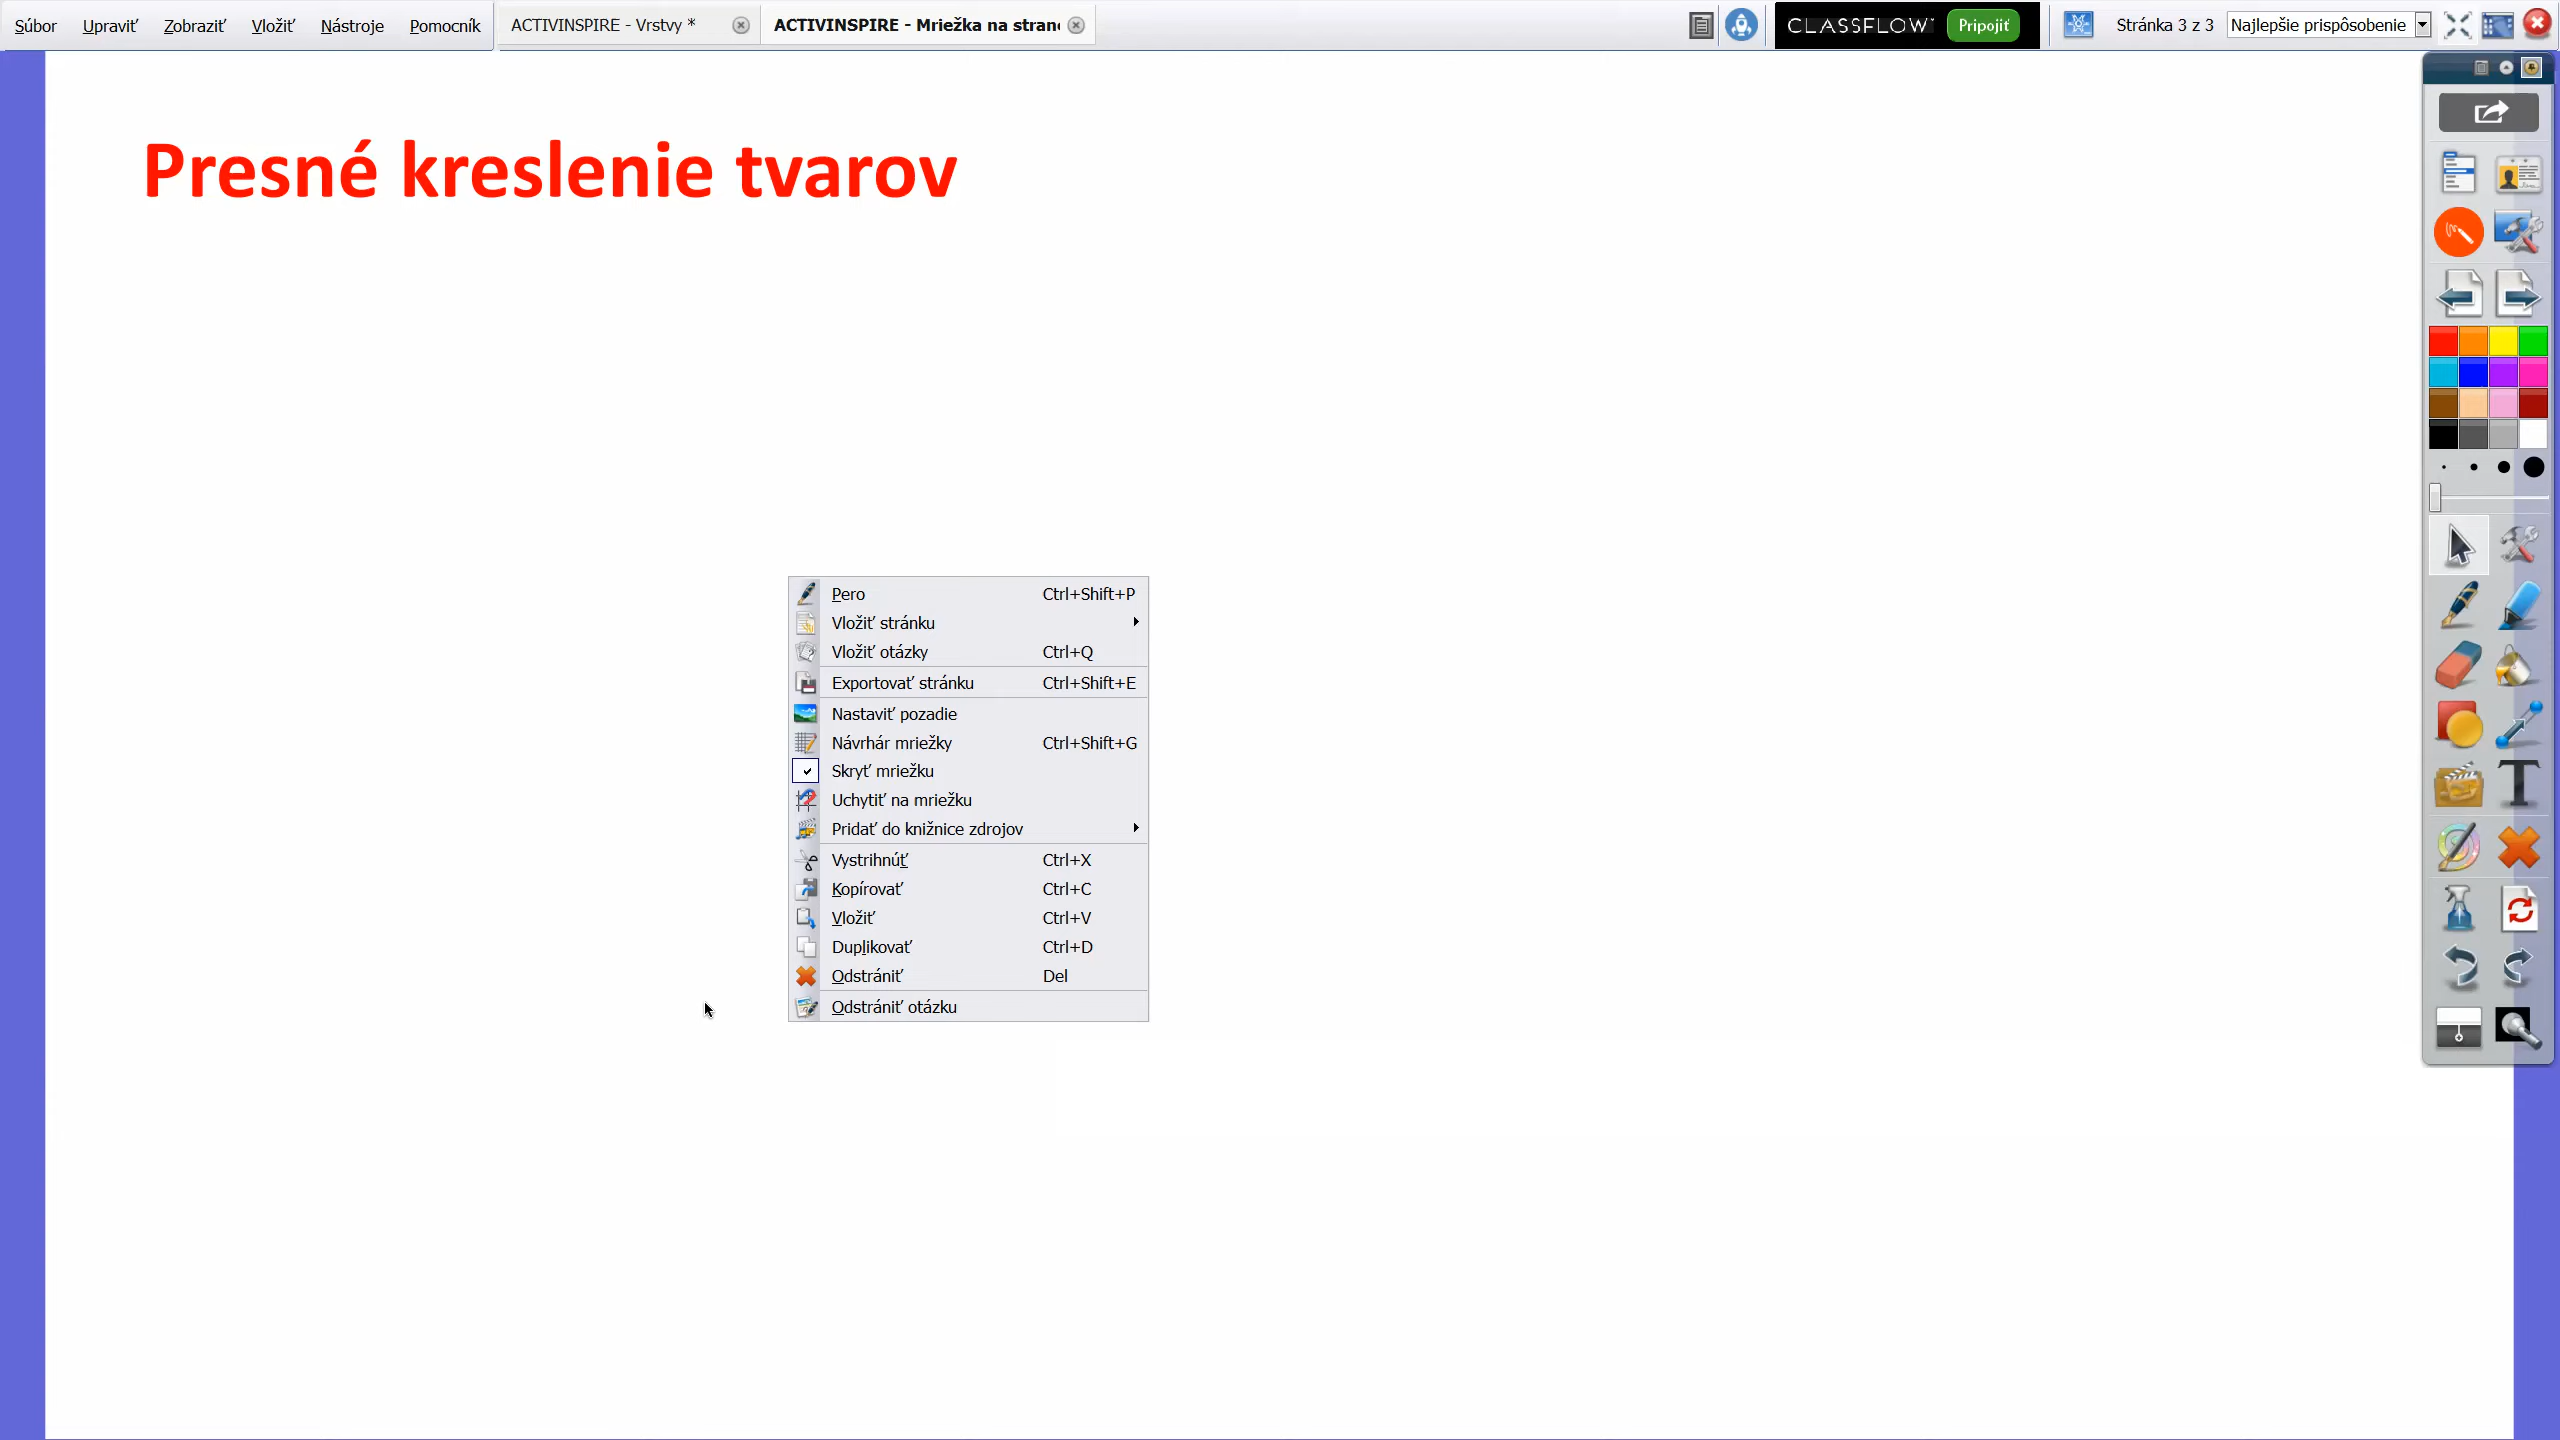 Súbor Upraviť Zobraziť Vložiť Nástroje Pomocník ACTIVINSPIRE - Vrstvy * ACTIVINSPIRE - Mriežka na strane CLASSFLOW Pripojiť Stránka 3 z 3 Najlepšie prispôsobenie
Presné kreslenie tvarov
Pero Ctrl+Shift+P
Vložiť stránku
Vložiť otázky Ctrl+Q
Exportovať stránku Ctrl+Shift+E
Nastaviť pozadie
Návrhár mriežky Ctrl+Shift+G
Skryť mriežku
Uchytiť na mriežku
Pridať do knižnice zdrojov
Vystrihnúť Ctrl+X
Kopírovať Ctrl+C
Vložiť Ctrl+V
Duplikovať Ctrl+D
Odstrániť Del
Odstrániť otázku